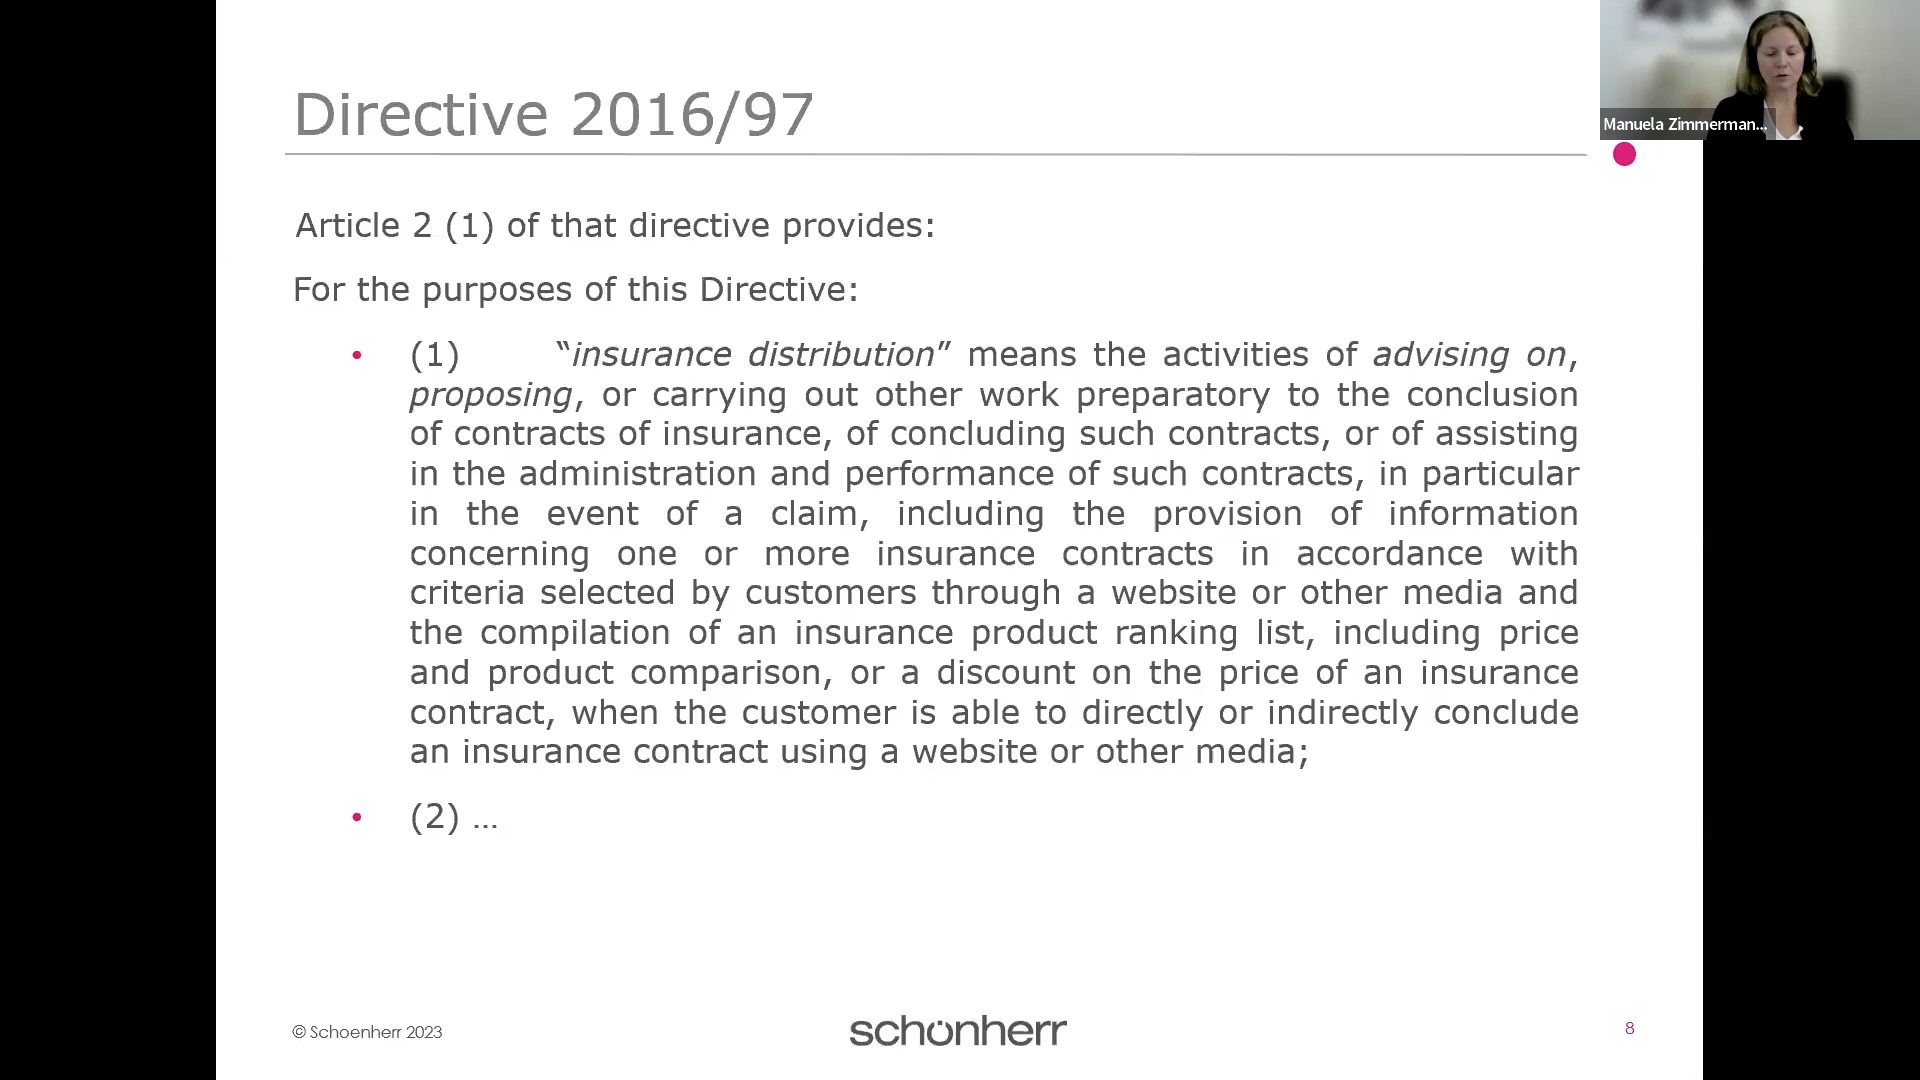 Directive 2016/97
Manuela Zimmerman...
Article 2 (1) of that directive provides:
For the purposes of this Directive:
• (1) “insurance distribution” means the activities of advising on,
proposing, or carrying out other work preparatory to the conclusion
of contracts of insurance, of concluding such contracts, or of assisting
in the administration and performance of such contracts, in particular
in the event of a claim, including the provision of information
concerning one or more insurance contracts in accordance with
criteria selected by customers through a website or other media and
the compilation of an insurance product ranking list, including price
and product comparison, or a discount on the price of an insurance
contract, when the customer is able to directly or indirectly conclude
an insurance contract using a website or other media;
• (2) …
© Schoenherr 2023
schönherr
8